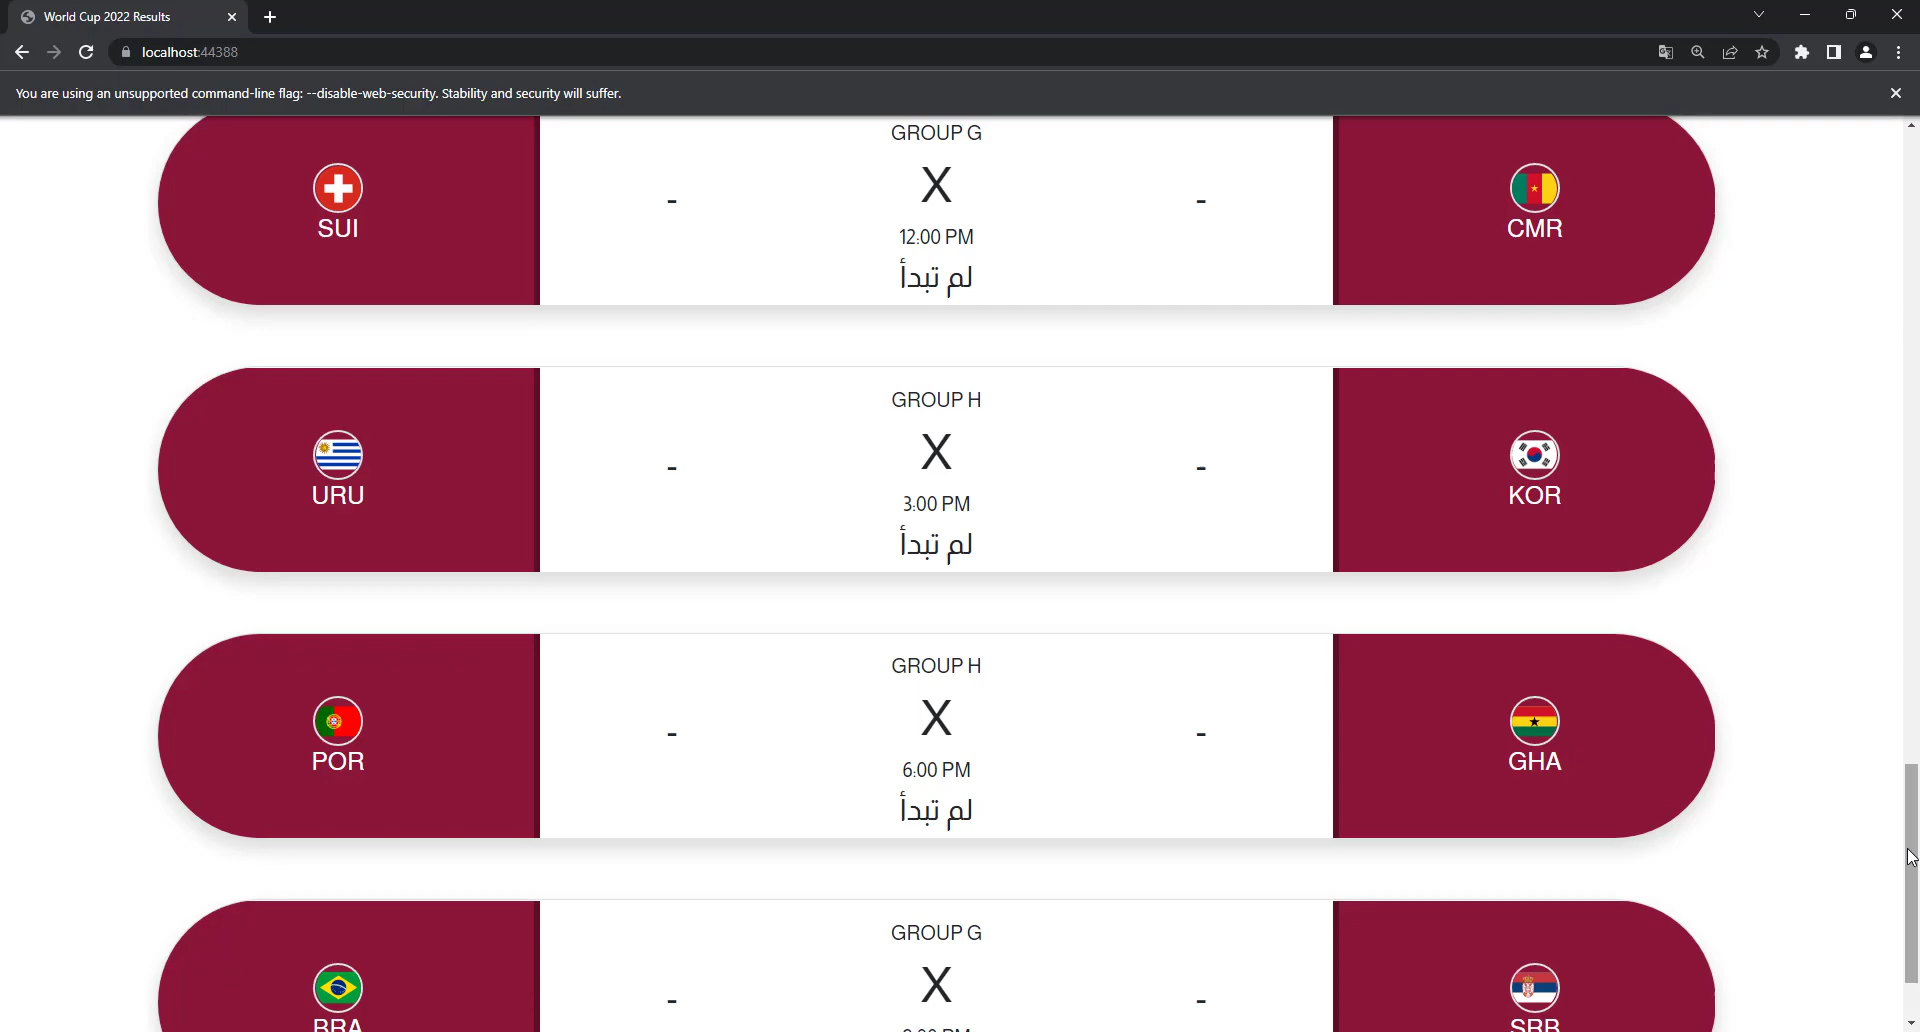 World Cup 2022 Results
localhost:44388
You are using an unsupported command-line flag: --disable-web-security. Stability and security will suffer.
GROUP G
SUI - X - CMR
12:00 PM
لم تبدأ
GROUP H
URU - X - KOR
3:00 PM
لم تبدأ
GROUP H
POR - X - GHA
6:00 PM
لم تبدأ
GROUP G
BRA - X - SRB